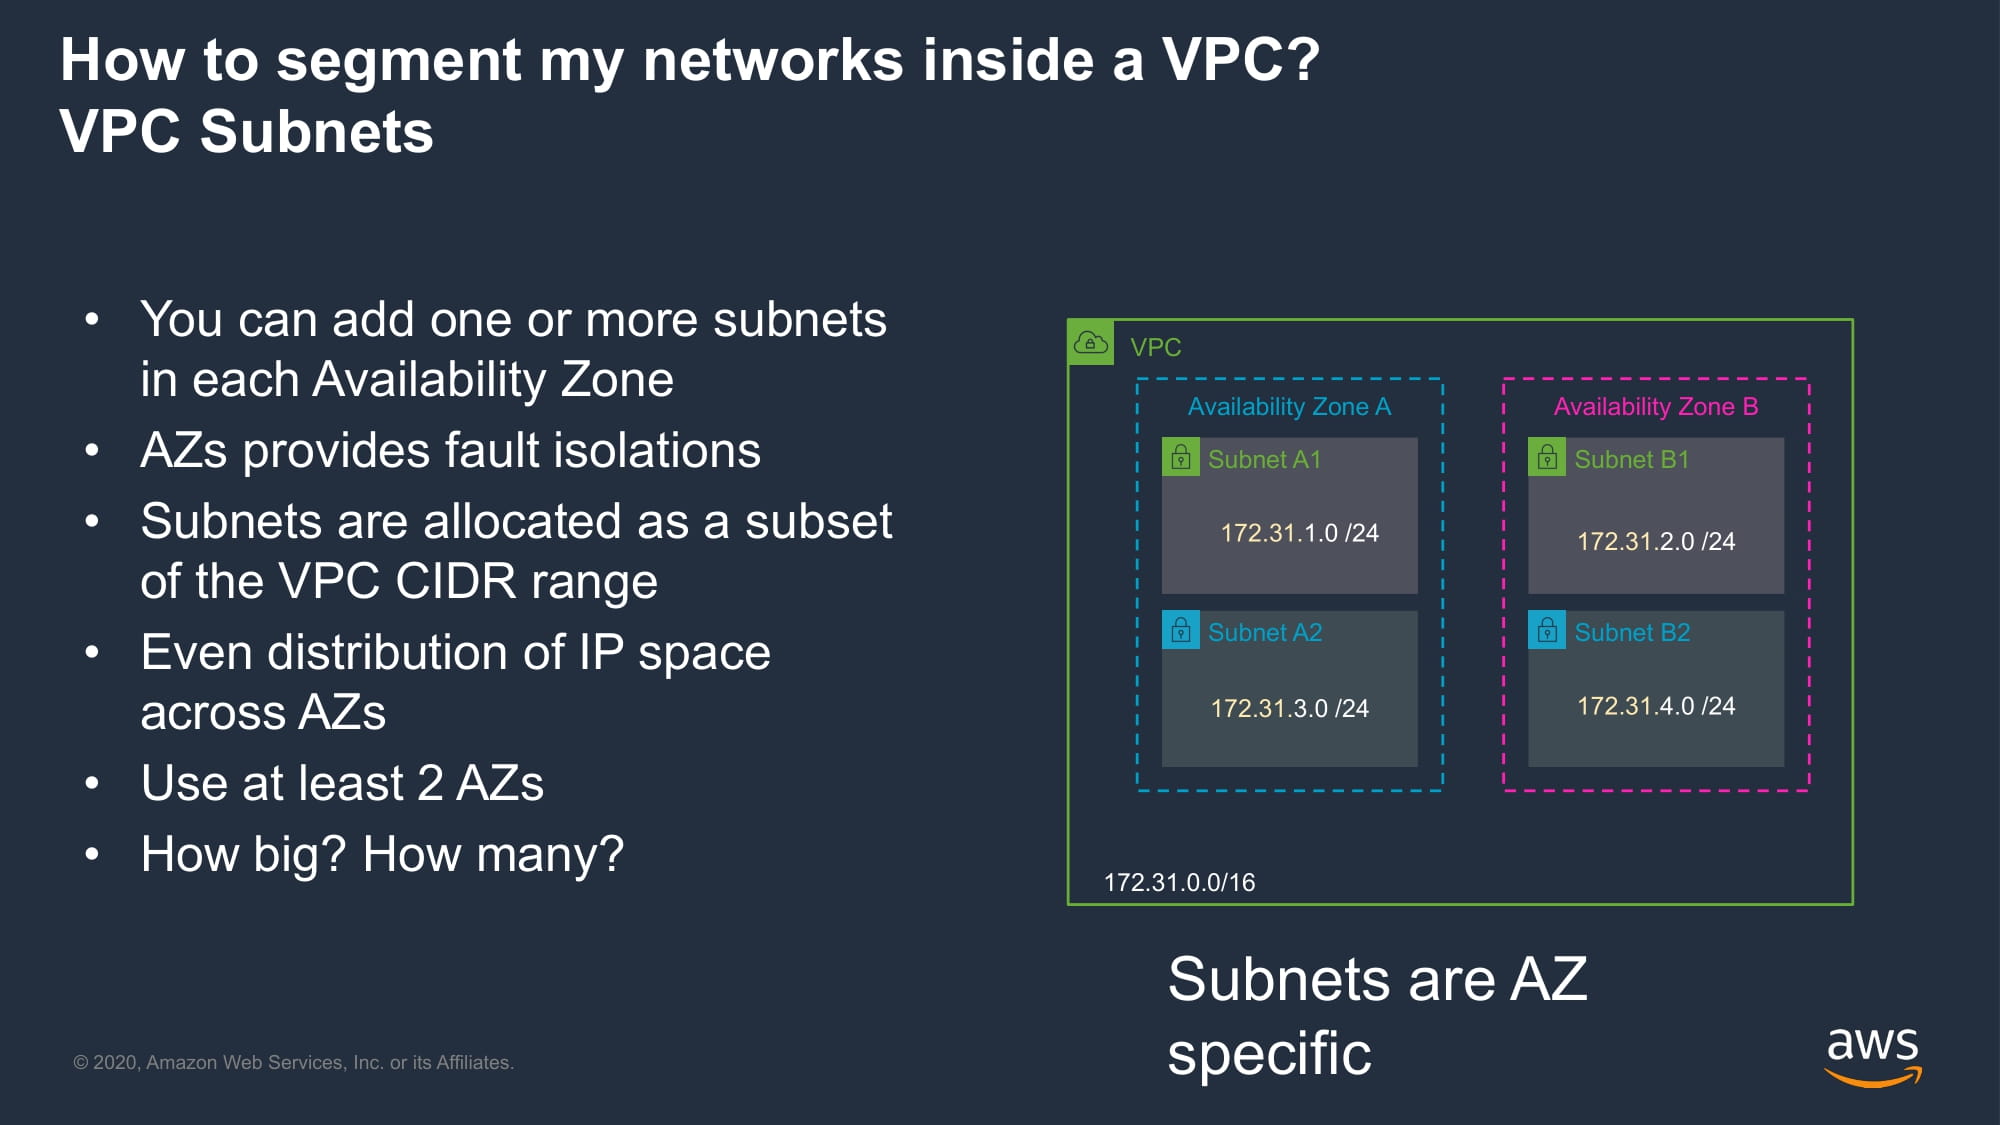 How to segment my networks inside a VPC?
VPC Subnets
• You can add one or more subnets
in each Availability Zone
• AZs provides fault isolations
• Subnets are allocated as a subset
of the VPC CIDR range
• Even distribution of IP space
across AZs
• Use at least 2 AZs
• How big? How many?
VPC
Availability Zone A
Subnet A1
172.31.1.0 /24
Subnet A2
172.31.3.0 /24
Availability Zone B
Subnet B1
172.31.2.0 /24
Subnet B2
172.31.4.0 /24
172.31.0.0/16
Subnets are AZ
specific
© 2020, Amazon Web Services, Inc. or its Affiliates.
aws